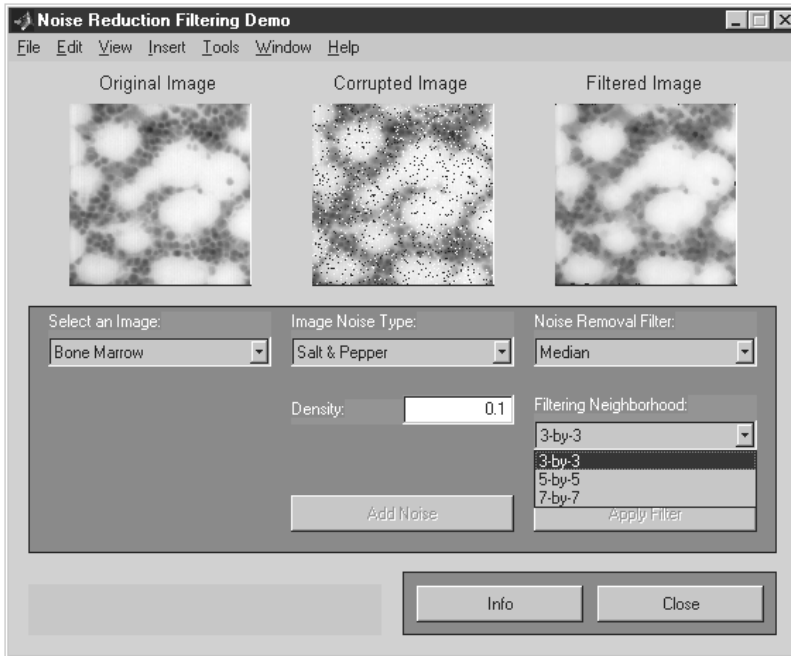 Noise Reduction Filtering Demo
File Edit View Insert Tools Window Help
Original Image
Corrupted Image
Filtered Image
Select an Image:
Image Noise Type:
Noise Removal Filter:
Bone Marrow
Salt & Pepper
Median
Density:
0.1
Filtering Neighborhood:
3-by-3
3-by-3
5-by-5
7-by-7
Add Noise
Apply Filter
Info
Close